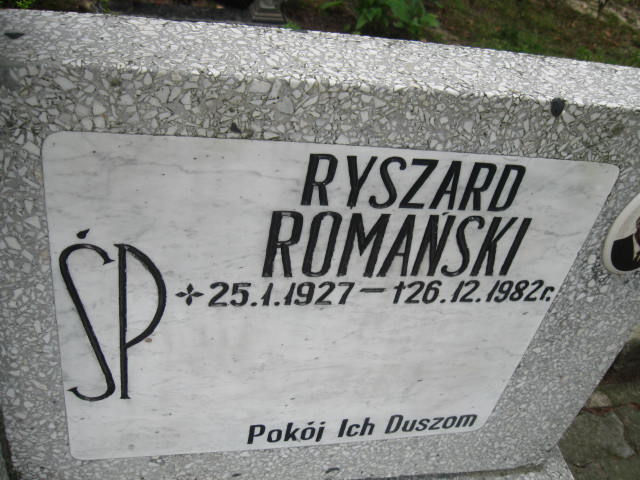 RYSZARD
ROMAŃSKI
ŚP
✢25.1.1927 – †26.12.1982r.
Pokój Ich Duszom